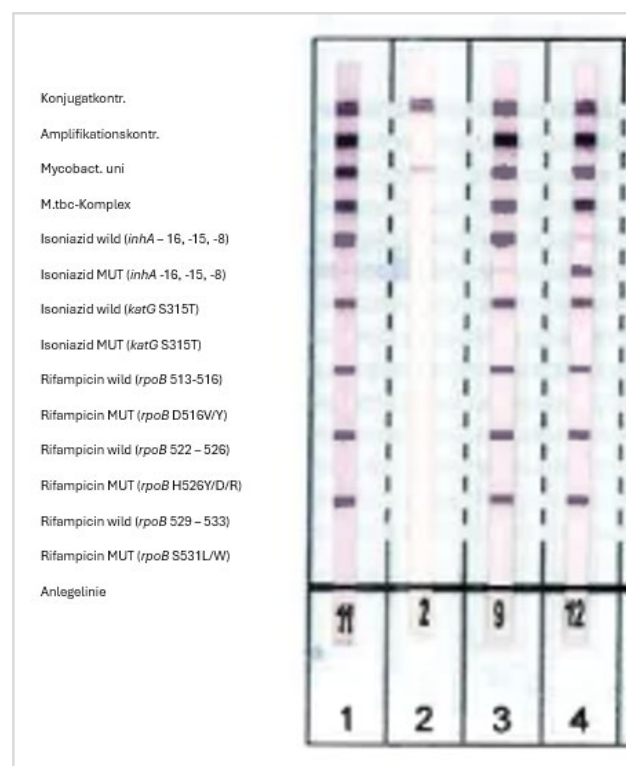 Konjugatkontr.
Amplifikationskontr.
Mycobact. uni
M.tbc-Komplex
Isoniazid wild (inhA – 16, -15, -8)
Isoniazid MUT (inhA -16, -15, -8)
Isoniazid wild (katG S315T)
Isoniazid MUT (katG S315T)
Rifampicin wild (rpoB 513-516)
Rifampicin MUT (rpoB D516V/Y)
Rifampicin wild (rpoB 522 – 526)
Rifampicin MUT (rpoB H526Y/D/R)
Rifampicin wild (rpoB 529 – 533)
Rifampicin MUT (rpoB S531L/W)
Anlegelinie
11 2 9 12
1 2 3 4